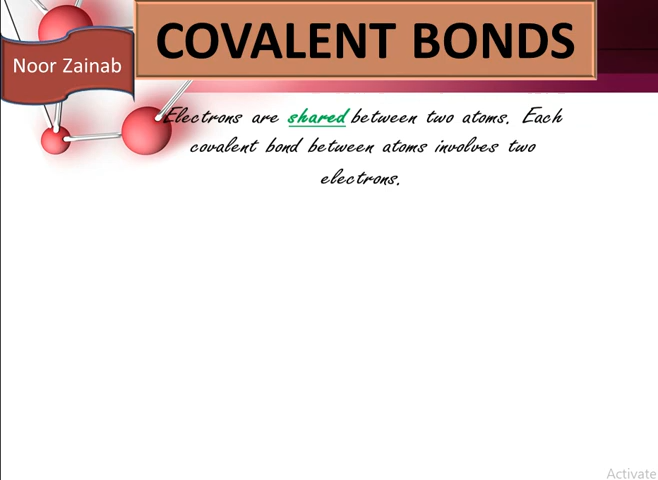 COVALENT BONDS
Noor Zainab
Electrons are shared between two atoms. Each
covalent bond between atoms involves two
electrons.
Activate